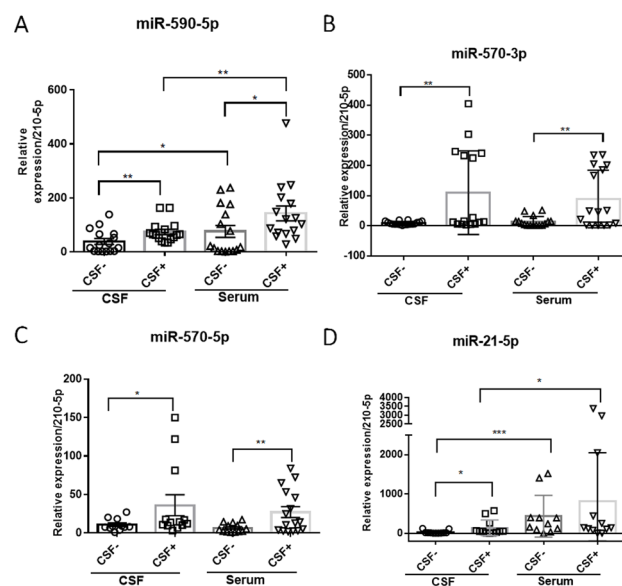 A
miR-590-5p
**
*
*
**
Relative
expression/210-5p
600
400
200
0
CSF-
CSF+
CSF-
CSF+
CSF
Serum
B
miR-570-3p
**
**
Relative expression/210-5p
500
400
300
200
100
0
-100
CSF-
CSF+
CSF-
CSF+
CSF
Serum
C
miR-570-5p
*
**
Relative expression/210-5p
200
150
100
50
0
CSF-
CSF+
CSF-
CSF+
CSF
Serum
D
miR-21-5p
*
***
*
Relative expression/210-5p
4000
3000
2000
1000
0
CSF-
CSF+
CSF-
CSF+
CSF
Serum